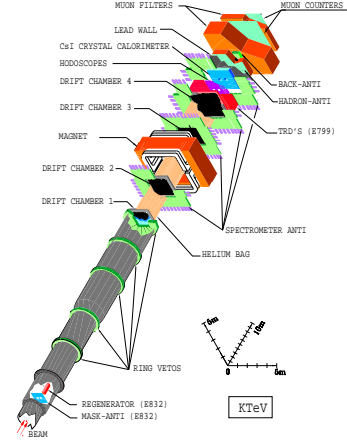 MUON FILTERS
MUON COUNTERS
LEAD WALL
CsI CRYSTAL CALORIMETER
HODOSCOPES
DRIFT CHAMBER 4
BACK-ANTI
HADRON-ANTI
DRIFT CHAMBER 3
TRD'S (E799)
MAGNET
DRIFT CHAMBER 2
DRIFT CHAMBER 1
SPECTROMETER ANTI
HELIUM BAG
5m
10m
0
5m
RING VETOS
REGENERATOR (E832)
MASK-ANTI (E832)
KTeV
BEAM